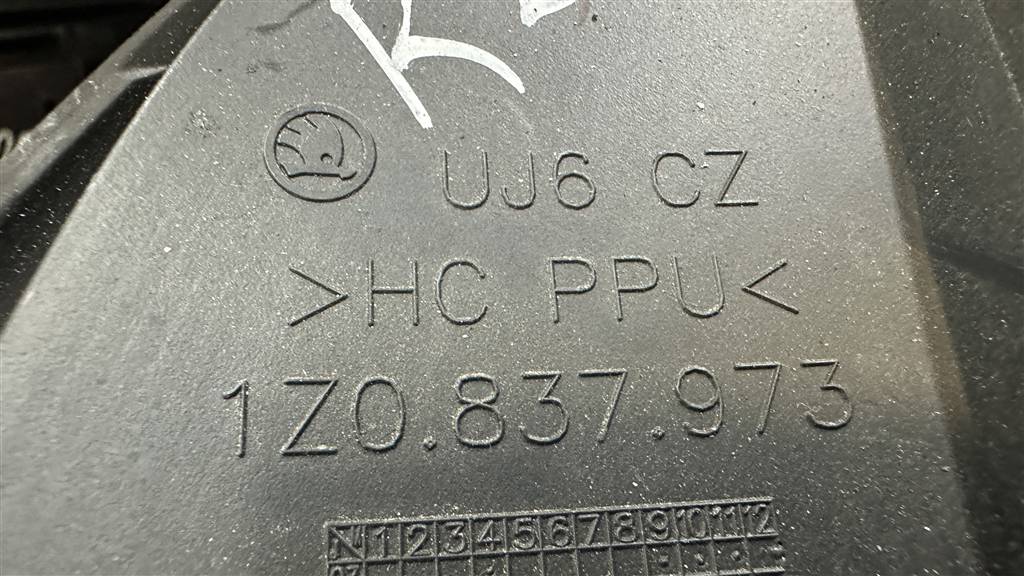 UJ6 CZ
>HC PPU<
1Z0.837.973
N 1 2 3 4 5 6 7 8 9 10 11 12